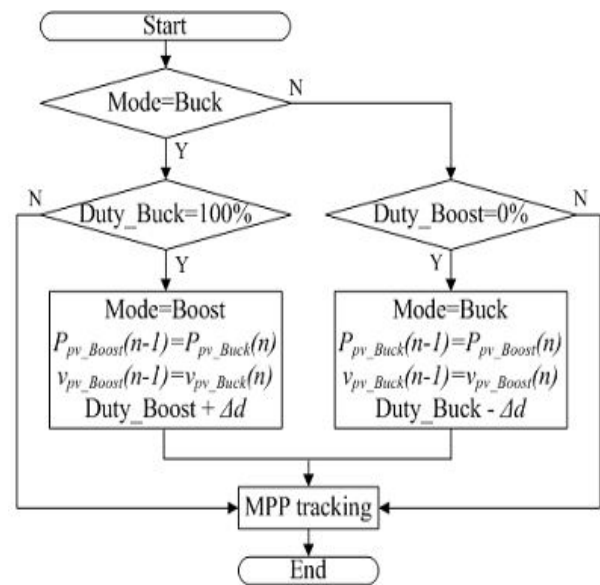 Start
Mode=Buck
N
Y
N
Duty_Buck=100%
Duty_Boost=0%
N
Y
Y
Mode=Boost
P_pv_Boost(n-1)=P_pv_Buck(n)
v_pv_Boost(n-1)=v_pv_Buck(n)
Duty_Boost + Δd
Mode=Buck
P_pv_Buck(n-1)=P_pv_Boost(n)
v_pv_Buck(n-1)=v_pv_Boost(n)
Duty_Buck - Δd
MPP tracking
End